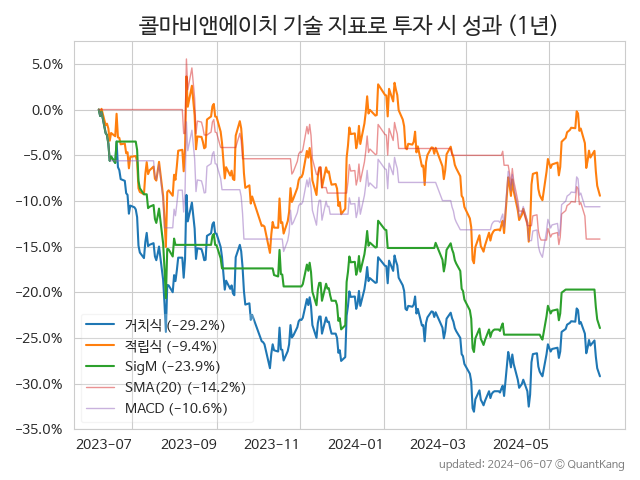 콜마비앤에이치 기술 지표로 투자 시 성과 (1년)
5.0%
0.0%
−5.0%
−10.0%
−15.0%
−20.0%
−25.0%
−30.0%
−35.0%
거치식 (−29.2%)
적립식 (−9.4%)
SigM (−23.9%)
SMA(20) (−14.2%)
MACD (−10.6%)
2023−07 2023−09 2023−11 2024−01 2024−03 2024−05
updated: 2024−06−07 ⓒ QuantKang